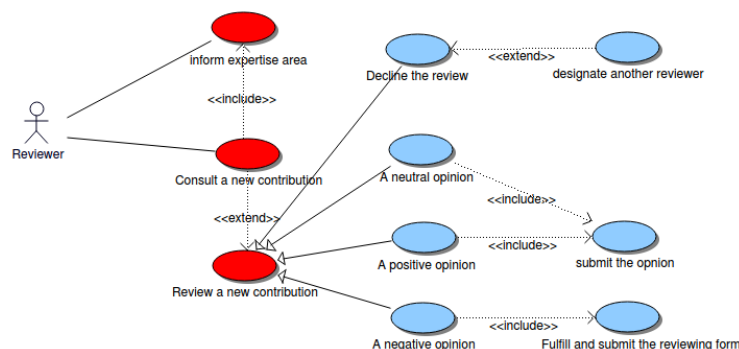 inform expertise area
Decline the review
<<extend>>
designate another reviewer
<<include>>
Reviewer
Consult a new contribution
A neutral opinion
<<include>>
<<extend>>
A positive opinion
<<include>>
submit the opnion
Review a new contribution
A negative opinion
<<include>>
Fulfill and submit the reviewing form